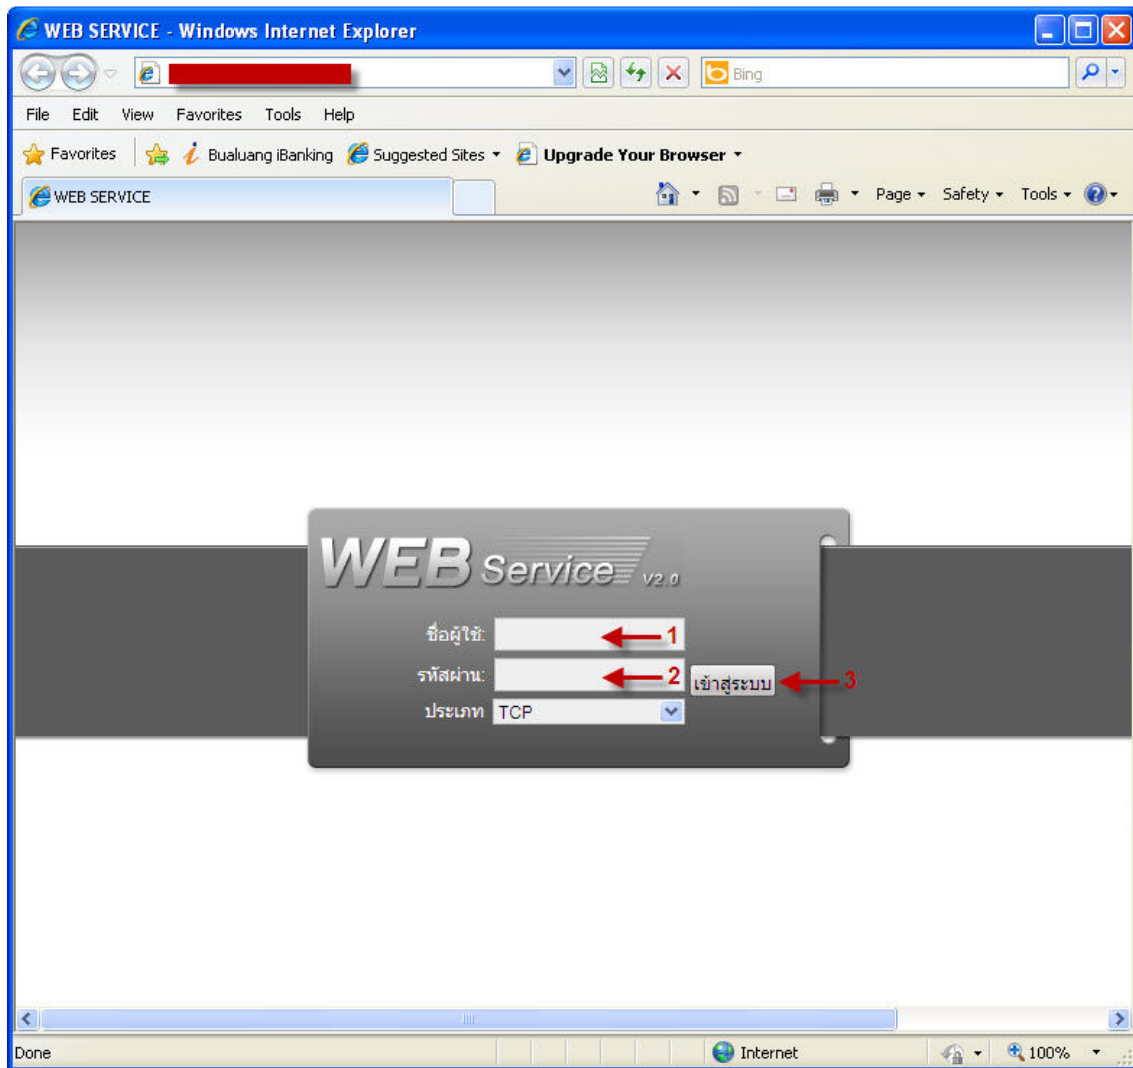 WEB SERVICE - Windows Internet Explorer
Bing
File Edit View Favorites Tools Help
Favorites Bualuang iBanking Suggested Sites Upgrade Your Browser
WEB SERVICE Page Safety Tools
WEB Service V2.0
ชื่อผู้ใช้: 1
รหัสผ่าน: 2 เข้าสู่ระบบ 3
ประเภท TCP
Done Internet 100%